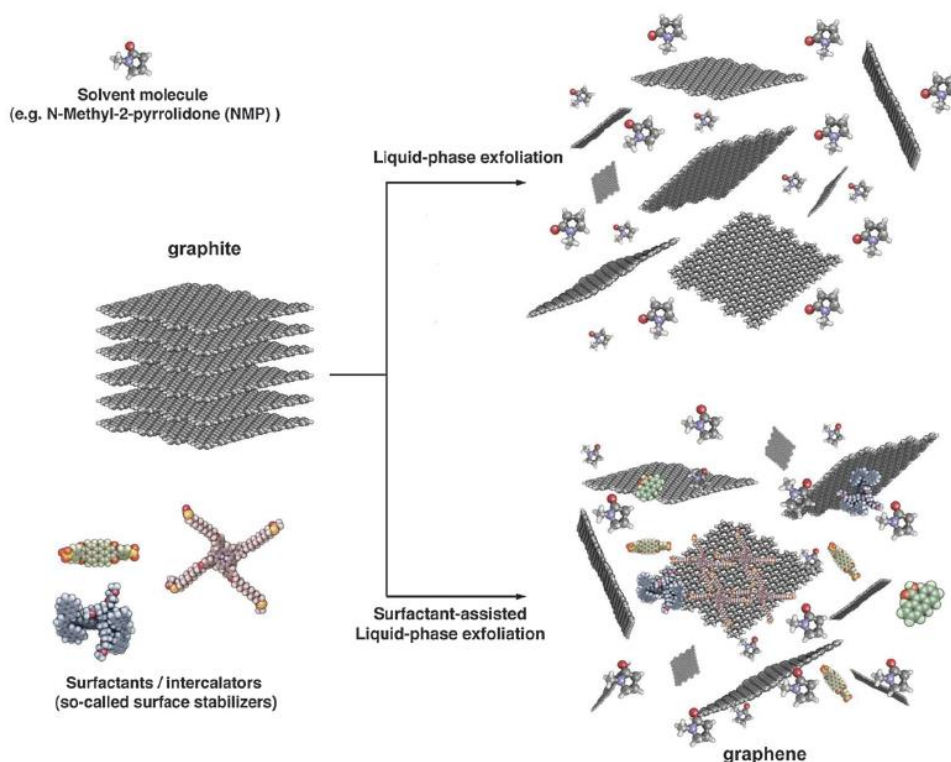 Solvent molecule
(e.g. N-Methyl-2-pyrrolidone (NMP) )
Liquid-phase exfoliation
graphite
Surfactant-assisted
Liquid-phase exfoliation
Surfactants / intercalators
(so-called surface stabilizers)
graphene